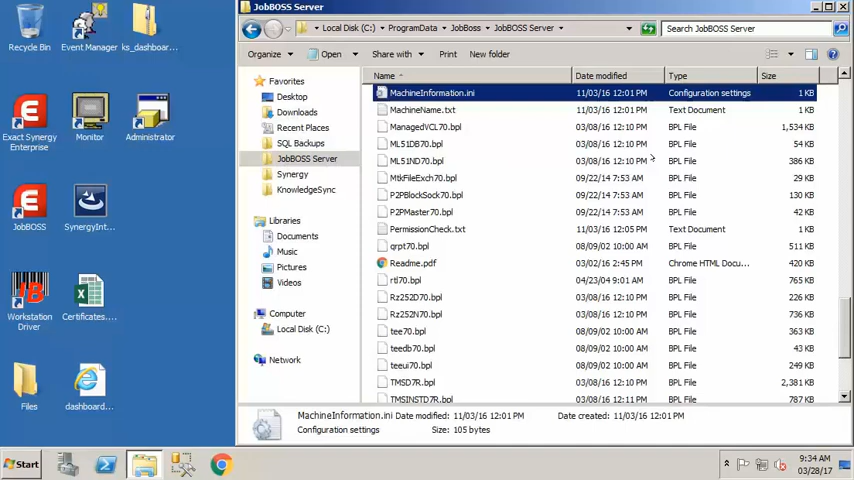 JobBOSS Server
Local Disk (C:) ▸ ProgramData ▸ JobBoss ▸ JobBOSS Server ▸
Search JobBOSS Server
Organize Open Share with Print New folder
Name Date modified Type Size
MachineInformation.ini 11/03/16 12:01 PM Configuration settings 1 KB
MachineName.txt 11/03/16 12:01 PM Text Document 1 KB
ManagedVCL70.bpl 03/08/16 12:10 PM BPL File 1,534 KB
ML51DB70.bpl 03/08/16 12:10 PM BPL File 54 KB
ML51ND70.bpl 03/08/16 12:10 PM BPL File 386 KB
MtkFileExch70.bpl 09/22/14 7:53 AM BPL File 29 KB
P2PBlockSock70.bpl 09/22/14 7:53 AM BPL File 130 KB
P2PMaster70.bpl 09/22/14 7:53 AM BPL File 42 KB
PermissionCheck.txt 11/03/16 12:05 PM Text Document 1 KB
qrpt70.bpl 08/09/02 10:00 AM BPL File 511 KB
Readme.pdf 03/02/16 2:45 PM Chrome HTML Docu... 420 KB
rtl70.bpl 04/23/04 9:01 AM BPL File 765 KB
Rz252D70.bpl 03/08/16 12:10 PM BPL File 226 KB
Rz252N70.bpl 03/08/16 12:10 PM BPL File 736 KB
tee70.bpl 08/09/02 10:00 AM BPL File 363 KB
teedb70.bpl 08/09/02 10:00 AM BPL File 43 KB
teeui70.bpl 08/09/02 10:00 AM BPL File 249 KB
TMSD7R.bpl 03/08/16 12:10 PM BPL File 2,381 KB
TMSINSTD7R.bpl 03/08/16 12:10 PM BPL File 787 KB
Favorites
Desktop
Downloads
Recent Places
SQL Backups
JobBOSS Server
Synergy
KnowledgeSync
Libraries
Documents
Music
Pictures
Videos
Computer
Local Disk (C:)
Network
MachineInformation.ini Date modified: 11/03/16 12:01 PM Date created: 11/03/16 12:01 PM
Configuration settings Size: 105 bytes
Recycle Bin
Event Manager
ks_dashboar...
Exact Synergy
Enterprise
Monitor
Administrator
JobBOSS
SynergyInt...
Workstation
Driver
Certificates....
Files
dashboard...
Start
9:34 AM
03/28/17